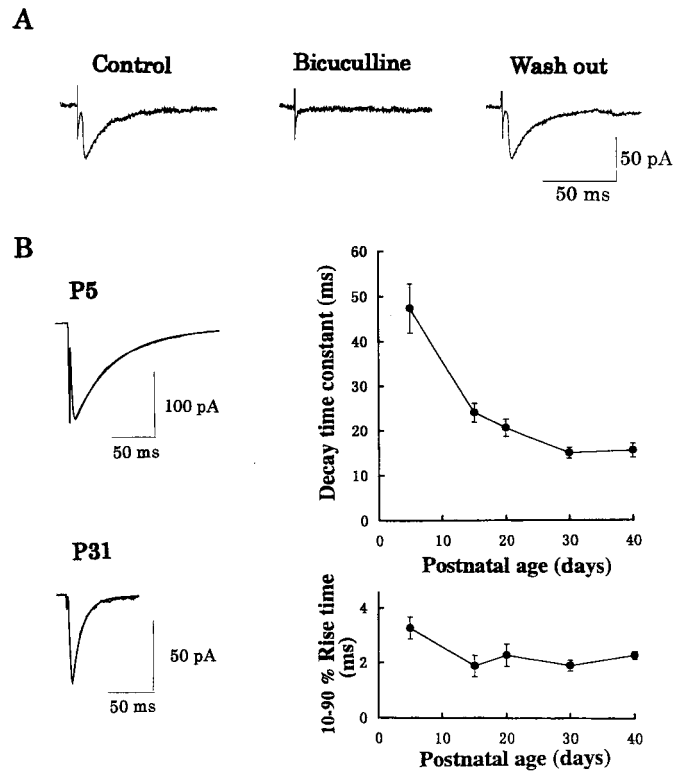 A
Control
Bicuculline
Wash out
50 pA
50 ms
B
P5
100 pA
50 ms
P31
50 pA
50 ms
Decay time constant (ms)
60
50
40
30
20
10
0
0 10 20 30 40
Postnatal age (days)
10-90 % Rise time
(ms)
4
2
0
0 10 20 30 40
Postnatal age (days)